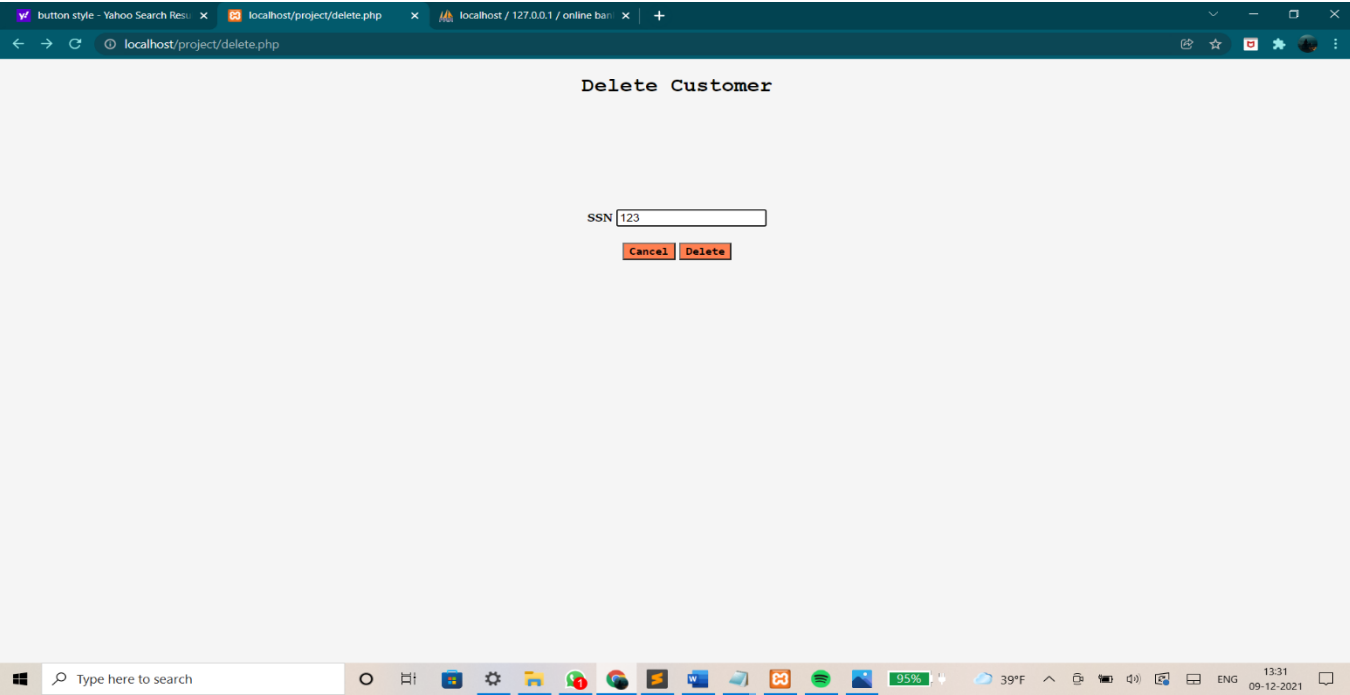 button style - Yahoo Search Resu
localhost/project/delete.php
localhost / 127.0.0.1 / online ban
localhost/project/delete.php
Delete Customer
SSN 123
Cancel Delete
Type here to search
95%
39°F
ENG
13:31
09-12-2021